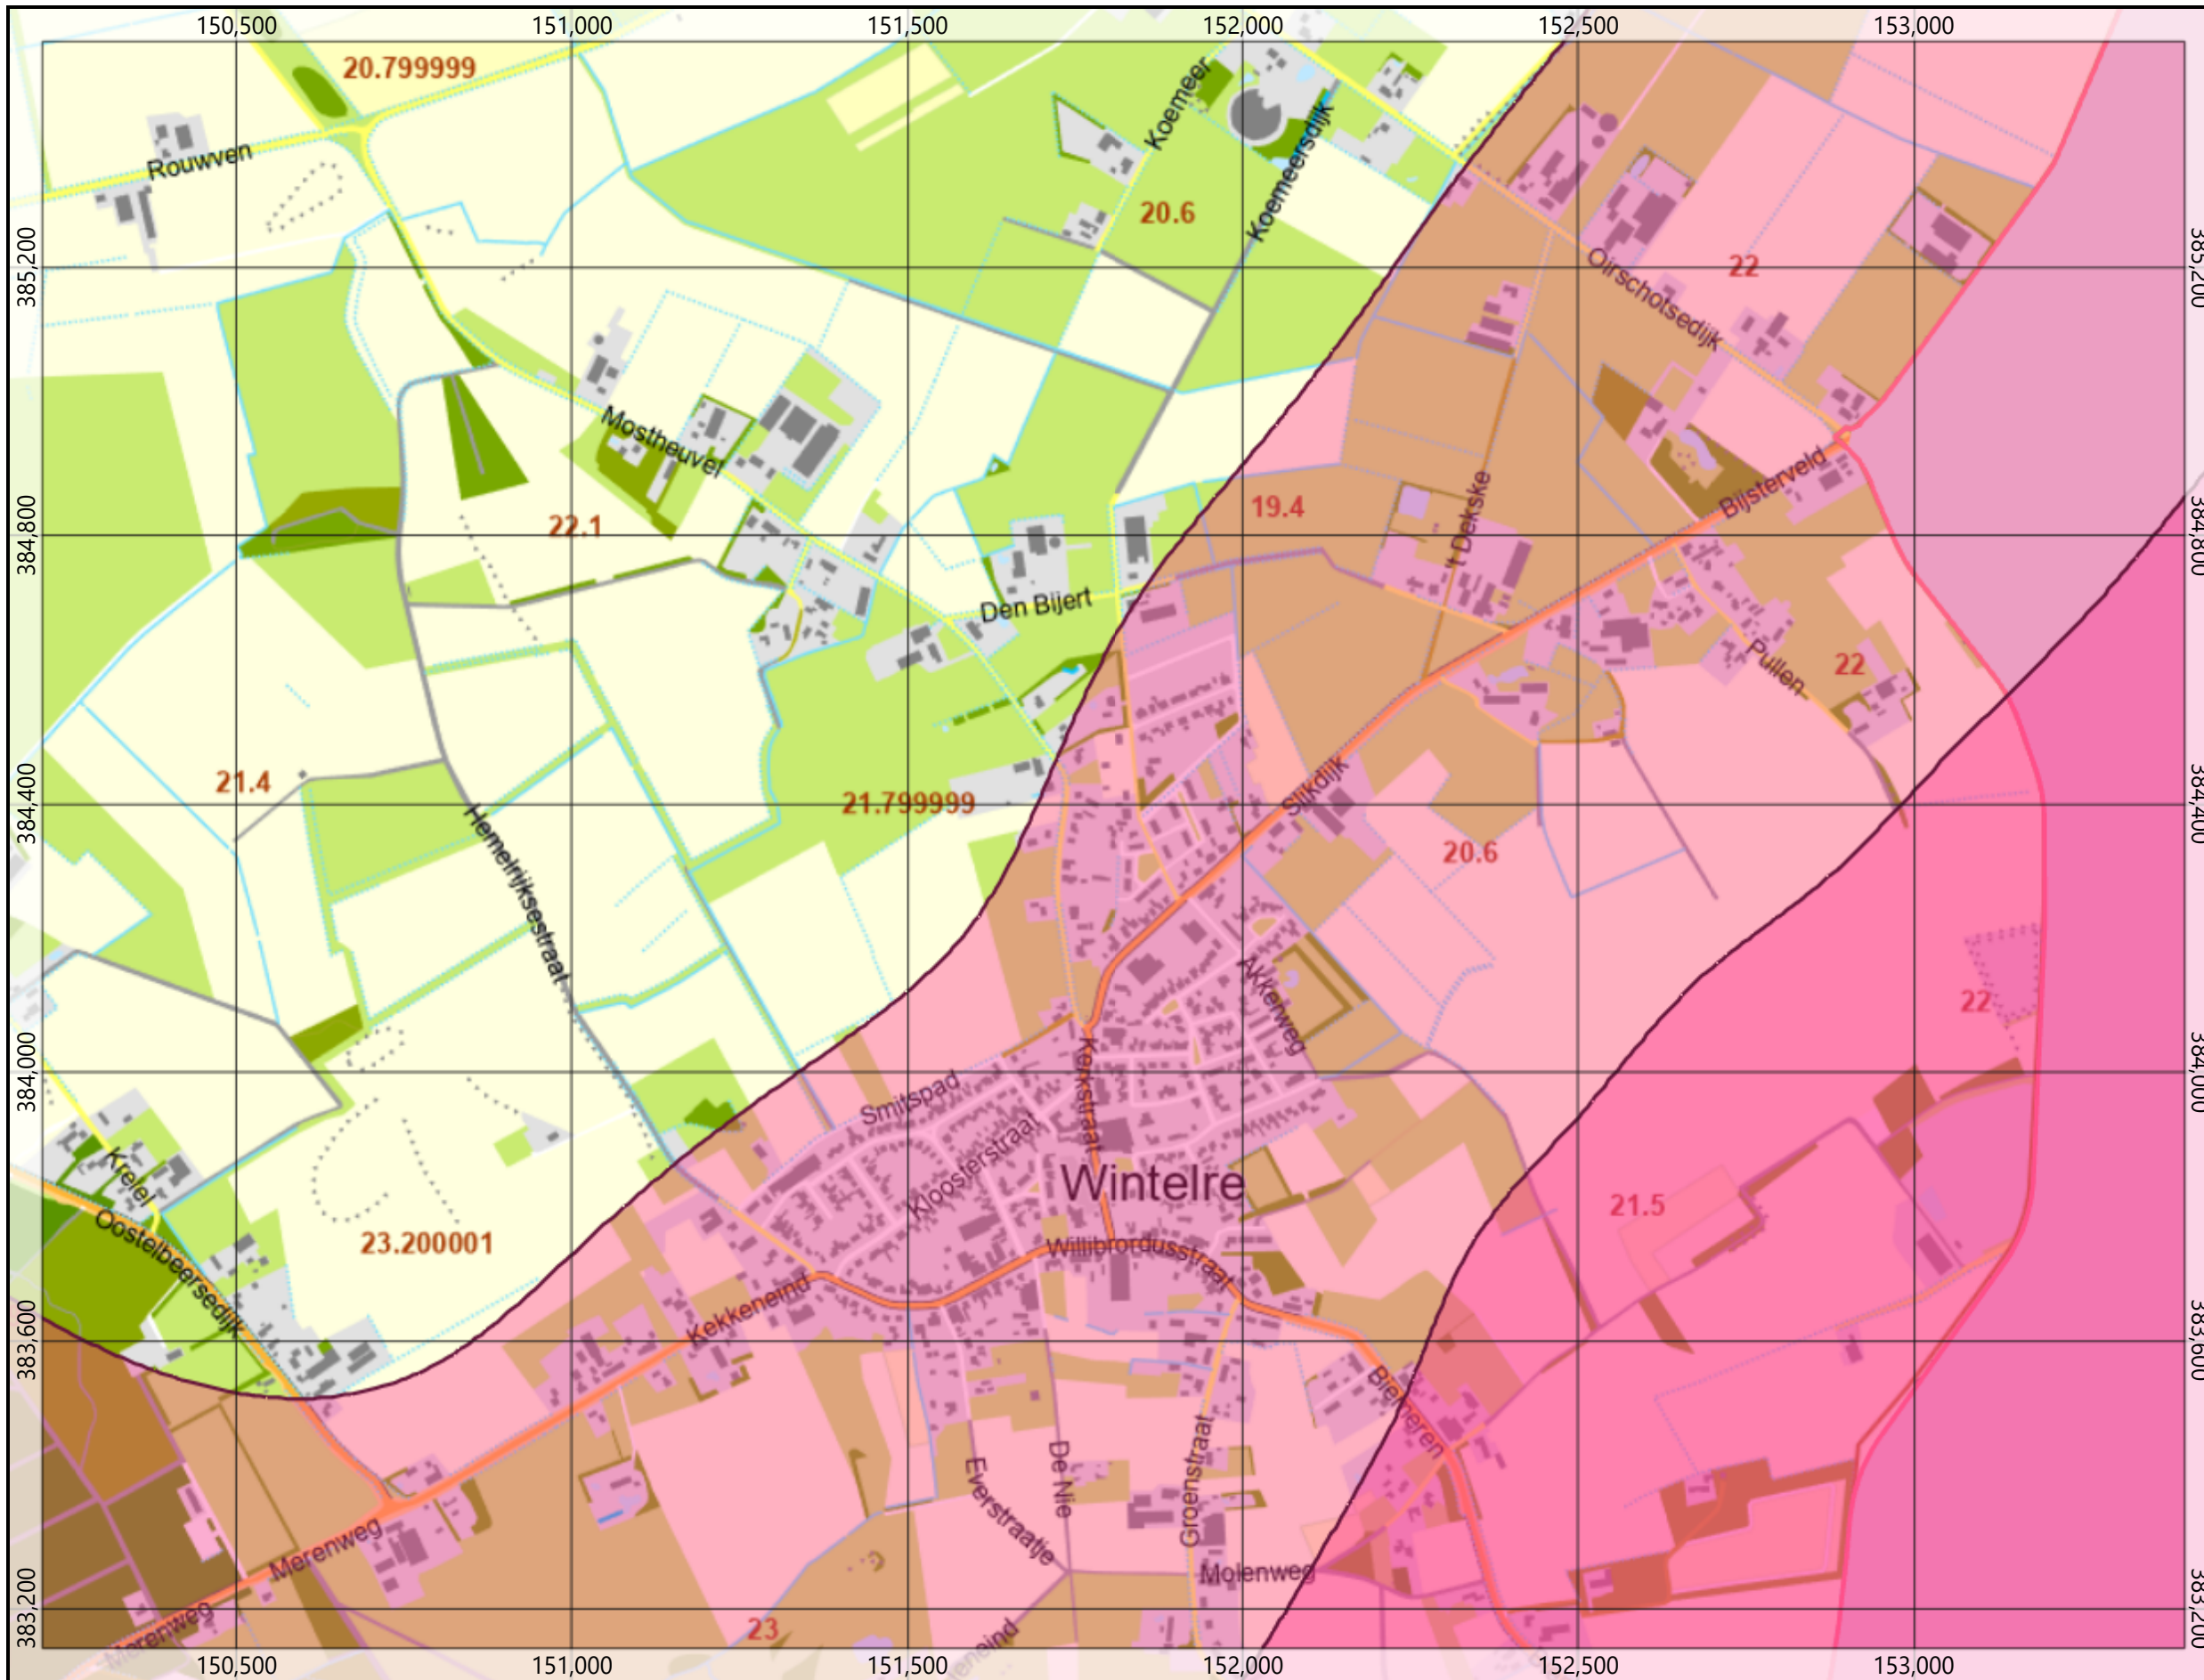 150,500 151,000 151,500 152,000 152,500 153,000
20.799999
Koemeer
Rouwven
Koemeersdijk
20.6
385,200
385,200
22
Oirschotsedijk
Mostheuvel
Bijsterveld
19.4
't Dekske
22.1
384,800
384,800
Den Bijert
Pullen
22
21.4
Slikdijk
384,400
384,400
21.799999
20.6
Hemelrijksestraat
Akkerweg
22
384,000
384,000
Smitspad
Kerkstraat
Kloosterstraat
Kreiel
Wintelre
21.5
Oostelbeersedijk
23.200001
Willibrordusstraat
Kekkeneind
383,600
383,600
Biemeren
De Nie
Groenstraat
Everstraatje
Merenweg
Molenweg
383,200
383,200
Merenweg
23
eneind
150,500 151,000 151,500 152,000 152,500 153,000